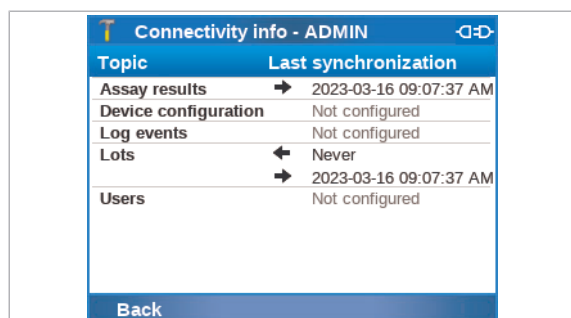 Connectivity info - ADMIN
Topic Last synchronization
Assay results → 2023-03-16 09:07:37 AM
Device configuration Not configured
Log events Not configured
Lots ← Never
→ 2023-03-16 09:07:37 AM
Users Not configured
Back